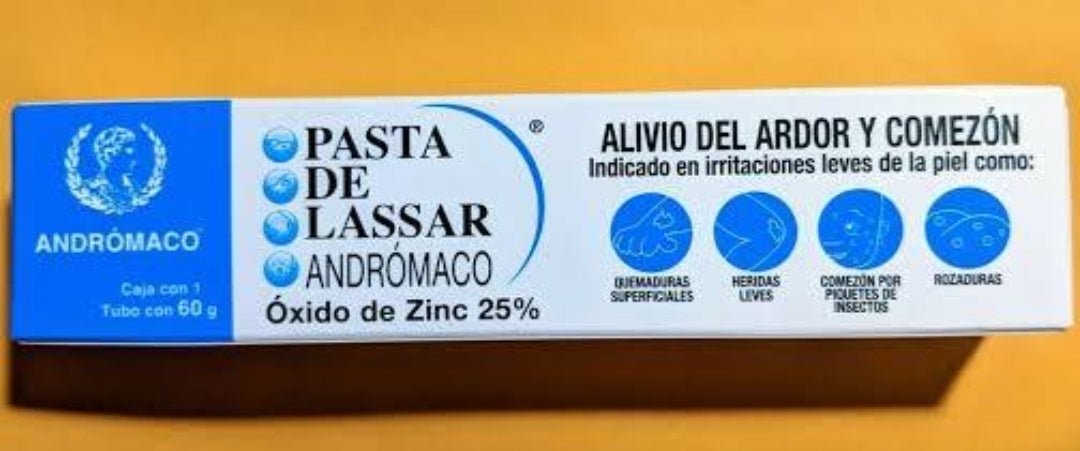 ANDRÓMACO
Caja con 1
Tubo con 60 g
PASTA
DE
LASSAR
ANDRÓMACO
®
Óxido de Zinc 25%
ALIVIO DEL ARDOR Y COMEZÓN
Indicado en irritaciones leves de la piel como:
QUEMADURAS
SUPERFICIALES
HERIDAS
LEVES
COMEZÓN POR
PIQUETES DE
INSECTOS
ROZADURAS